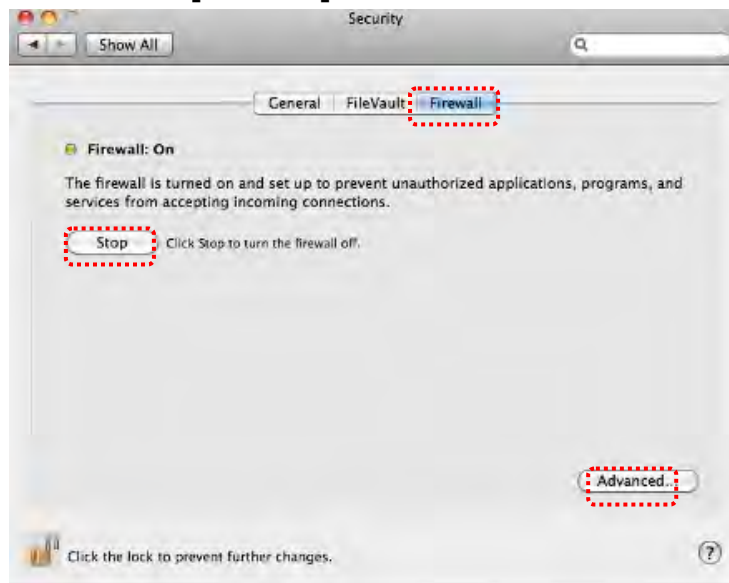 Security
Show All
General FileVault Firewall
Firewall: On
The firewall is turned on and set up to prevent unauthorized applications, programs, and
services from accepting incoming connections.
Stop Click Stop to turn the firewall off.
Advanced...
Click the lock to prevent further changes. ?